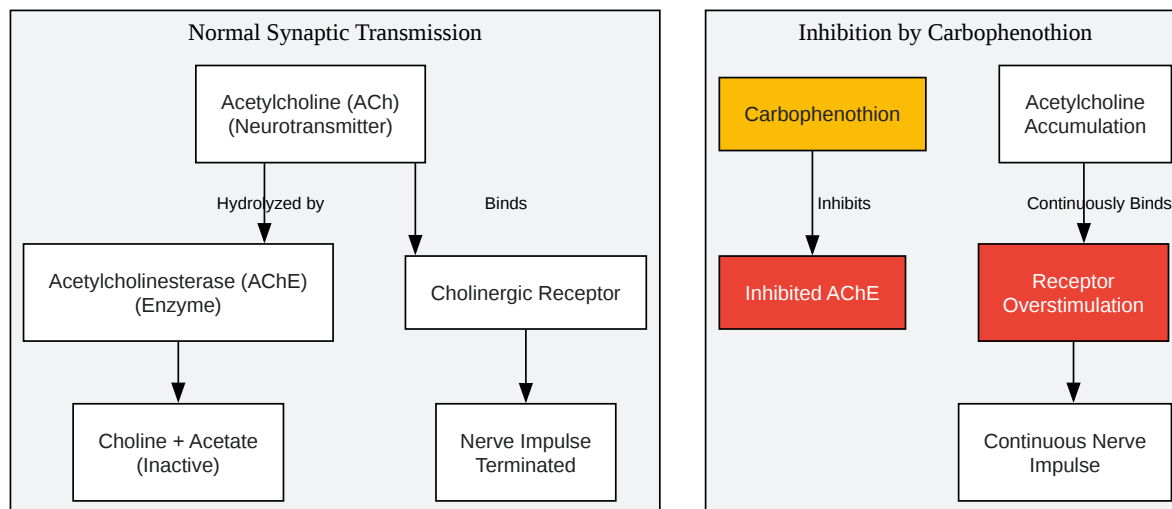 Normal Synaptic Transmission
Acetylcholine (ACh)
(Neurotransmitter)
Hydrolyzed by
Binds
Acetylcholinesterase (AChE)
(Enzyme)
Cholinergic Receptor
Choline + Acetate
(Inactive)
Nerve Impulse
Terminated
Inhibition by Carbophenothion
Carbophenothion
Acetylcholine
Accumulation
Inhibits
Continuously Binds
Inhibited AChE
Receptor
Overstimulation
Continuous Nerve
Impulse